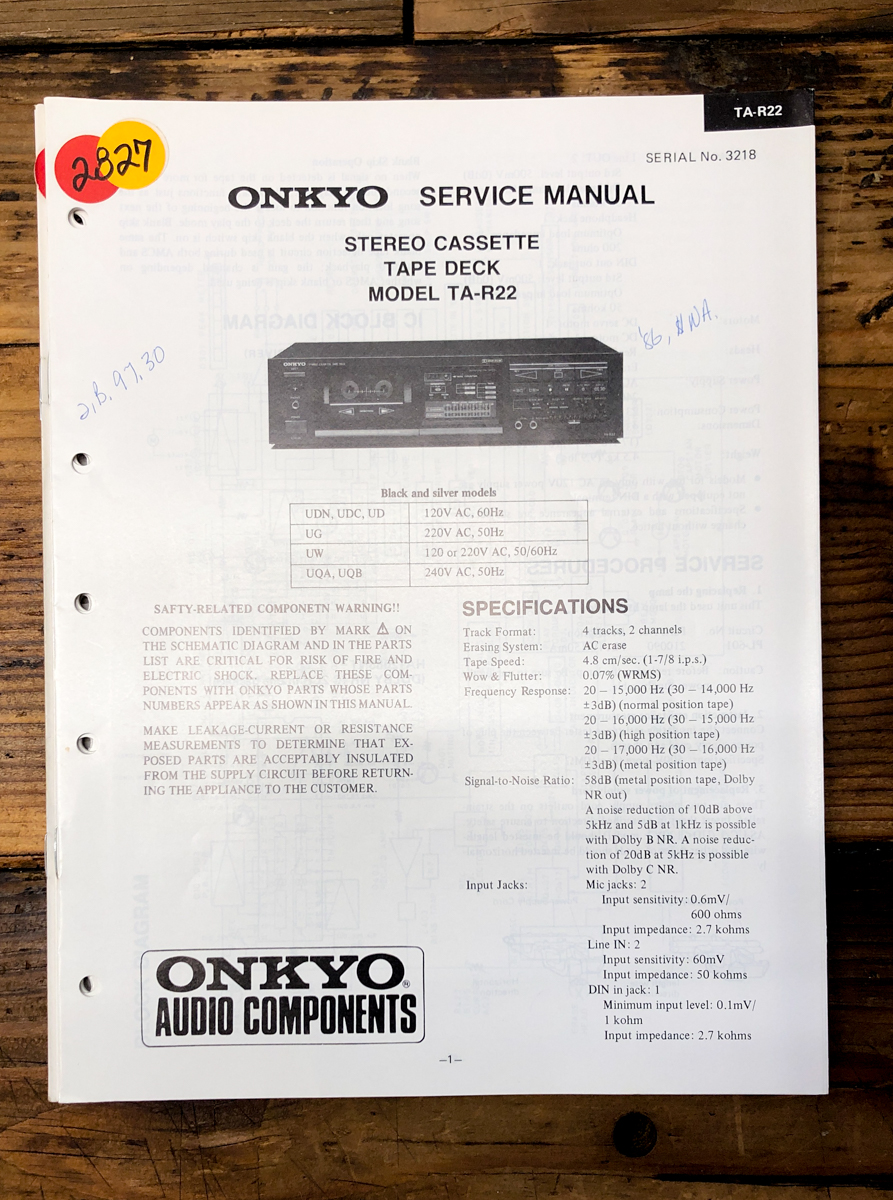 TA-R22
2827
SERIAL No. 3218
ONKYO SERVICE MANUAL
STEREO CASSETTE
TAPE DECK
MODEL TA-R22
'86,
2,B, 97,30
ONKYO
Black and silver models
UDN, UDC, UD 120V AC, 60Hz
UG 220V AC, 50Hz
UW 120 or 220V AC, 50/60Hz
UQA, UQB 240V AC, 50Hz
SAFTY-RELATED COMPONETN WARNING!!
COMPONENTS IDENTIFIED BY MARK ⚠ ON
THE SCHEMATIC DIAGRAM AND IN THE PARTS
LIST ARE CRITICAL FOR RISK OF FIRE AND
ELECTRIC SHOCK. REPLACE THESE COM-
PONENTS WITH ONKYO PARTS WHOSE PARTS
NUMBERS APPEAR AS SHOWN IN THIS MANUAL.
MAKE LEAKAGE-CURRENT OR RESISTANCE
MEASUREMENTS TO DETERMINE THAT EX-
POSED PARTS ARE ACCEPTABLY INSULATED
FROM THE SUPPLY CIRCUIT BEFORE RETURN-
ING THE APPLIANCE TO THE CUSTOMER.
SPECIFICATIONS
Track Format: 4 tracks, 2 channels
Erasing System: AC erase
Tape Speed: 4.8 cm/sec. (1-7/8 i.p.s.)
Wow & Flutter: 0.07% (WRMS)
Frequency Response: 20 – 15,000 Hz (30 – 14,000 Hz
±3dB) (normal position tape)
20 – 16,000 Hz (30 – 15,000 Hz
±3dB) (high position tape)
20 – 17,000 Hz (30 – 16,000 Hz
±3dB) (metal position tape)
Signal-to-Noise Ratio: 58dB (metal position tape, Dolby
NR out)
A noise reduction of 10dB above
5kHz and 5dB at 1kHz is possible
with Dolby B NR. A noise reduc-
tion of 20dB at 5kHz is possible
with Dolby C NR.
Input Jacks: Mic jacks: 2
Input sensitivity: 0.6mV/
600 ohms
Input impedance: 2.7 kohms
Line IN: 2
Input sensitivity: 60mV
Input impedance: 50 kohms
DIN in jack: 1
Minimum input level: 0.1mV/
1 kohm
Input impedance: 2.7 kohms
ONKYO®
AUDIO COMPONENTS
–1–